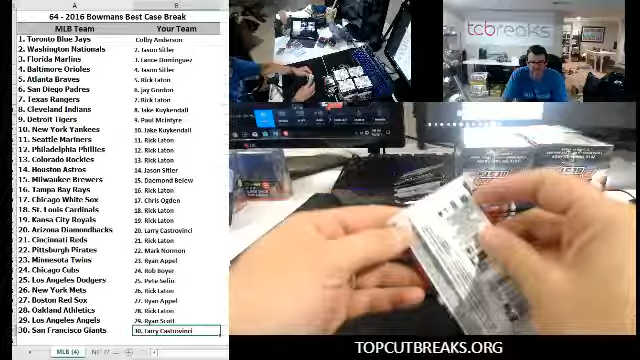 A B
64 - 2016 Bowmans Best Case Break
MLB Team Your Team
1. Toronto Blue Jays Colby Anderson
2. Washington Nationals 2. Jason Sitler
3. Florida Marlins 3. Lance Dominguez
4. Baltimore Orioles 4. Jason Sitler
5. Atlanta Braves 5. Rick Laton
6. San Diego Padres 6. jay Gordon
7. Texas Rangers 7. Rick Laton
8. Cleveland Indians 8. Jake Kuykendall
9. Detroit Tigers 9. Paul McIntyre
10. New York Yankees 10. Jake Kuykendall
11. Seattle Mariners 11. Rick Laton
12. Philadelphia Phillies 12. Rick Laton
13. Colorado Rockies 13. Rick Laton
14. Houston Astros 14. Jason Sitler
15. Milwaukee Brewers 15. Daemond Belew
16. Tampa Bay Rays 16. Rick Laton
17. Chicago White Sox 17. Chris Ogden
18. St. Louis Cardinals 18. Rick Laton
19. Kansas City Royals 19. Rick Laton
20. Arizona Diamondbacks 20. Larry Castrovinci
21. Cincinnati Reds 21. Rick Laton
22. Pittsburgh Pirates 22. Mark Nonnon
23. Minnesota Twins 23. Ryan Appel
24. Chicago Cubs 24. Rob Boyer
25. Los Angeles Dodgers 25. Pete Selin
26. New York Mets 26. Rick Laton
27. Boston Red Sox 27. Ryan Appel
28. Oakland Athletics 28. Rick Laton
29. Los Angeles Angels 29. Ryan Scott
30. San Francisco Giants 30. Larry Castrovinci
MLB (4)
tcbreaks
TOPCUTBREAKS.ORG